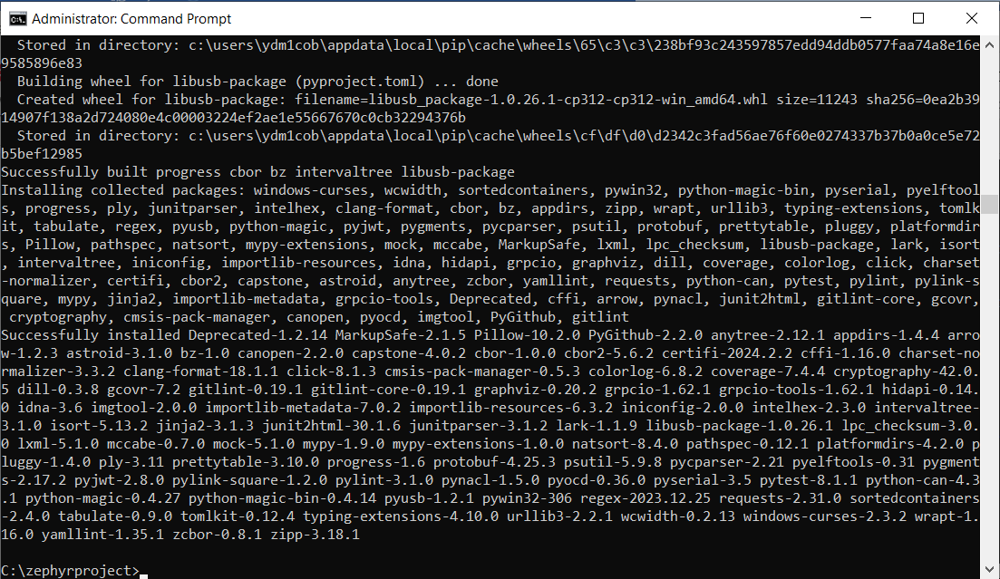 Administrator: Command Prompt
  Stored in directory: c:\users\ydm1cob\appdata\local\pip\cache\wheels\65\c3\c3\238bf93c243597857edd94ddb0577faa74a8e16e
9585896e83
  Building wheel for libusb-package (pyproject.toml) ... done
  Created wheel for libusb-package: filename=libusb_package-1.0.26.1-cp312-cp312-win_amd64.whl size=11243 sha256=0ea2b39
14907f138a2d724080e4c00003224ef2ae1e55667670c0cb32294376b
  Stored in directory: c:\users\ydm1cob\appdata\local\pip\cache\wheels\cf\df\d0\d2342c3fad56ae76f60e0274337b37b0a0ce5e72
b5bef12985
Successfully built progress cbor bz intervaltree libusb-package
Installing collected packages: windows-curses, wcwidth, sortedcontainers, pywin32, python-magic-bin, pyserial, pyelftool
s, progress, ply, junitparser, intelhex, clang-format, cbor, bz, appdirs, zipp, wrapt, urllib3, typing-extensions, tomlk
it, tabulate, regex, pyusb, python-magic, pyjwt, pygments, pycparser, psutil, protobuf, prettytable, pluggy, platformdir
s, Pillow, pathspec, natsort, mypy-extensions, mock, mccabe, MarkupSafe, lxml, lpc_checksum, libusb-package, lark, isort
, intervaltree, iniconfig, importlib-resources, idna, hidapi, grpcio, graphviz, dill, coverage, colorlog, click, charset
-normalizer, certifi, cbor2, capstone, astroid, anytree, zcbor, yamllint, requests, python-can, pytest, pylint, pylink-s
quare, mypy, jinja2, importlib-metadata, grpcio-tools, Deprecated, cffi, arrow, pynacl, junit2html, gitlint-core, gcovr,
 cryptography, cmsis-pack-manager, canopen, pyocd, imgtool, PyGithub, gitlint
Successfully installed Deprecated-1.2.14 MarkupSafe-2.1.5 Pillow-10.2.0 PyGithub-2.2.0 anytree-2.12.1 appdirs-1.4.4 arro
w-1.2.3 astroid-3.1.0 bz-1.0 canopen-2.2.0 capstone-4.0.2 cbor-1.0.0 cbor2-5.6.2 certifi-2024.2.2 cffi-1.16.0 charset-no
rmalizer-3.3.2 clang-format-18.1.1 click-8.1.3 cmsis-pack-manager-0.5.3 colorlog-6.8.2 coverage-7.4.4 cryptography-42.0.
5 dill-0.3.8 gcovr-7.2 gitlint-0.19.1 gitlint-core-0.19.1 graphviz-0.20.2 grpcio-1.62.1 grpcio-tools-1.62.1 hidapi-0.14.
0 idna-3.6 imgtool-2.0.0 importlib-metadata-7.0.2 importlib-resources-6.3.2 iniconfig-2.0.0 intelhex-2.3.0 intervaltree-
3.1.0 isort-5.13.2 jinja2-3.1.3 junit2html-30.1.6 junitparser-3.1.2 lark-1.1.9 libusb-package-1.0.26.1 lpc_checksum-3.0.
0 lxml-5.1.0 mccabe-0.7.0 mock-5.1.0 mypy-1.9.0 mypy-extensions-1.0.0 natsort-8.4.0 pathspec-0.12.1 platformdirs-4.2.0 p
luggy-1.4.0 ply-3.11 prettytable-3.10.0 progress-1.6 protobuf-4.25.3 psutil-5.9.8 pycparser-2.21 pyelftools-0.31 pygment
s-2.17.2 pyjwt-2.8.0 pylink-square-1.2.0 pylint-3.1.0 pynacl-1.5.0 pyocd-0.36.0 pyserial-3.5 pytest-8.1.1 python-can-4.3
.1 python-magic-0.4.27 python-magic-bin-0.4.14 pyusb-1.2.1 pywin32-306 regex-2023.12.25 requests-2.31.0 sortedcontainers
-2.4.0 tabulate-0.9.0 tomlkit-0.12.4 typing-extensions-4.10.0 urllib3-2.2.1 wcwidth-0.2.13 windows-curses-2.3.2 wrapt-1.
16.0 yamllint-1.35.1 zcbor-0.8.1 zipp-3.18.1
C:\zephyrproject>